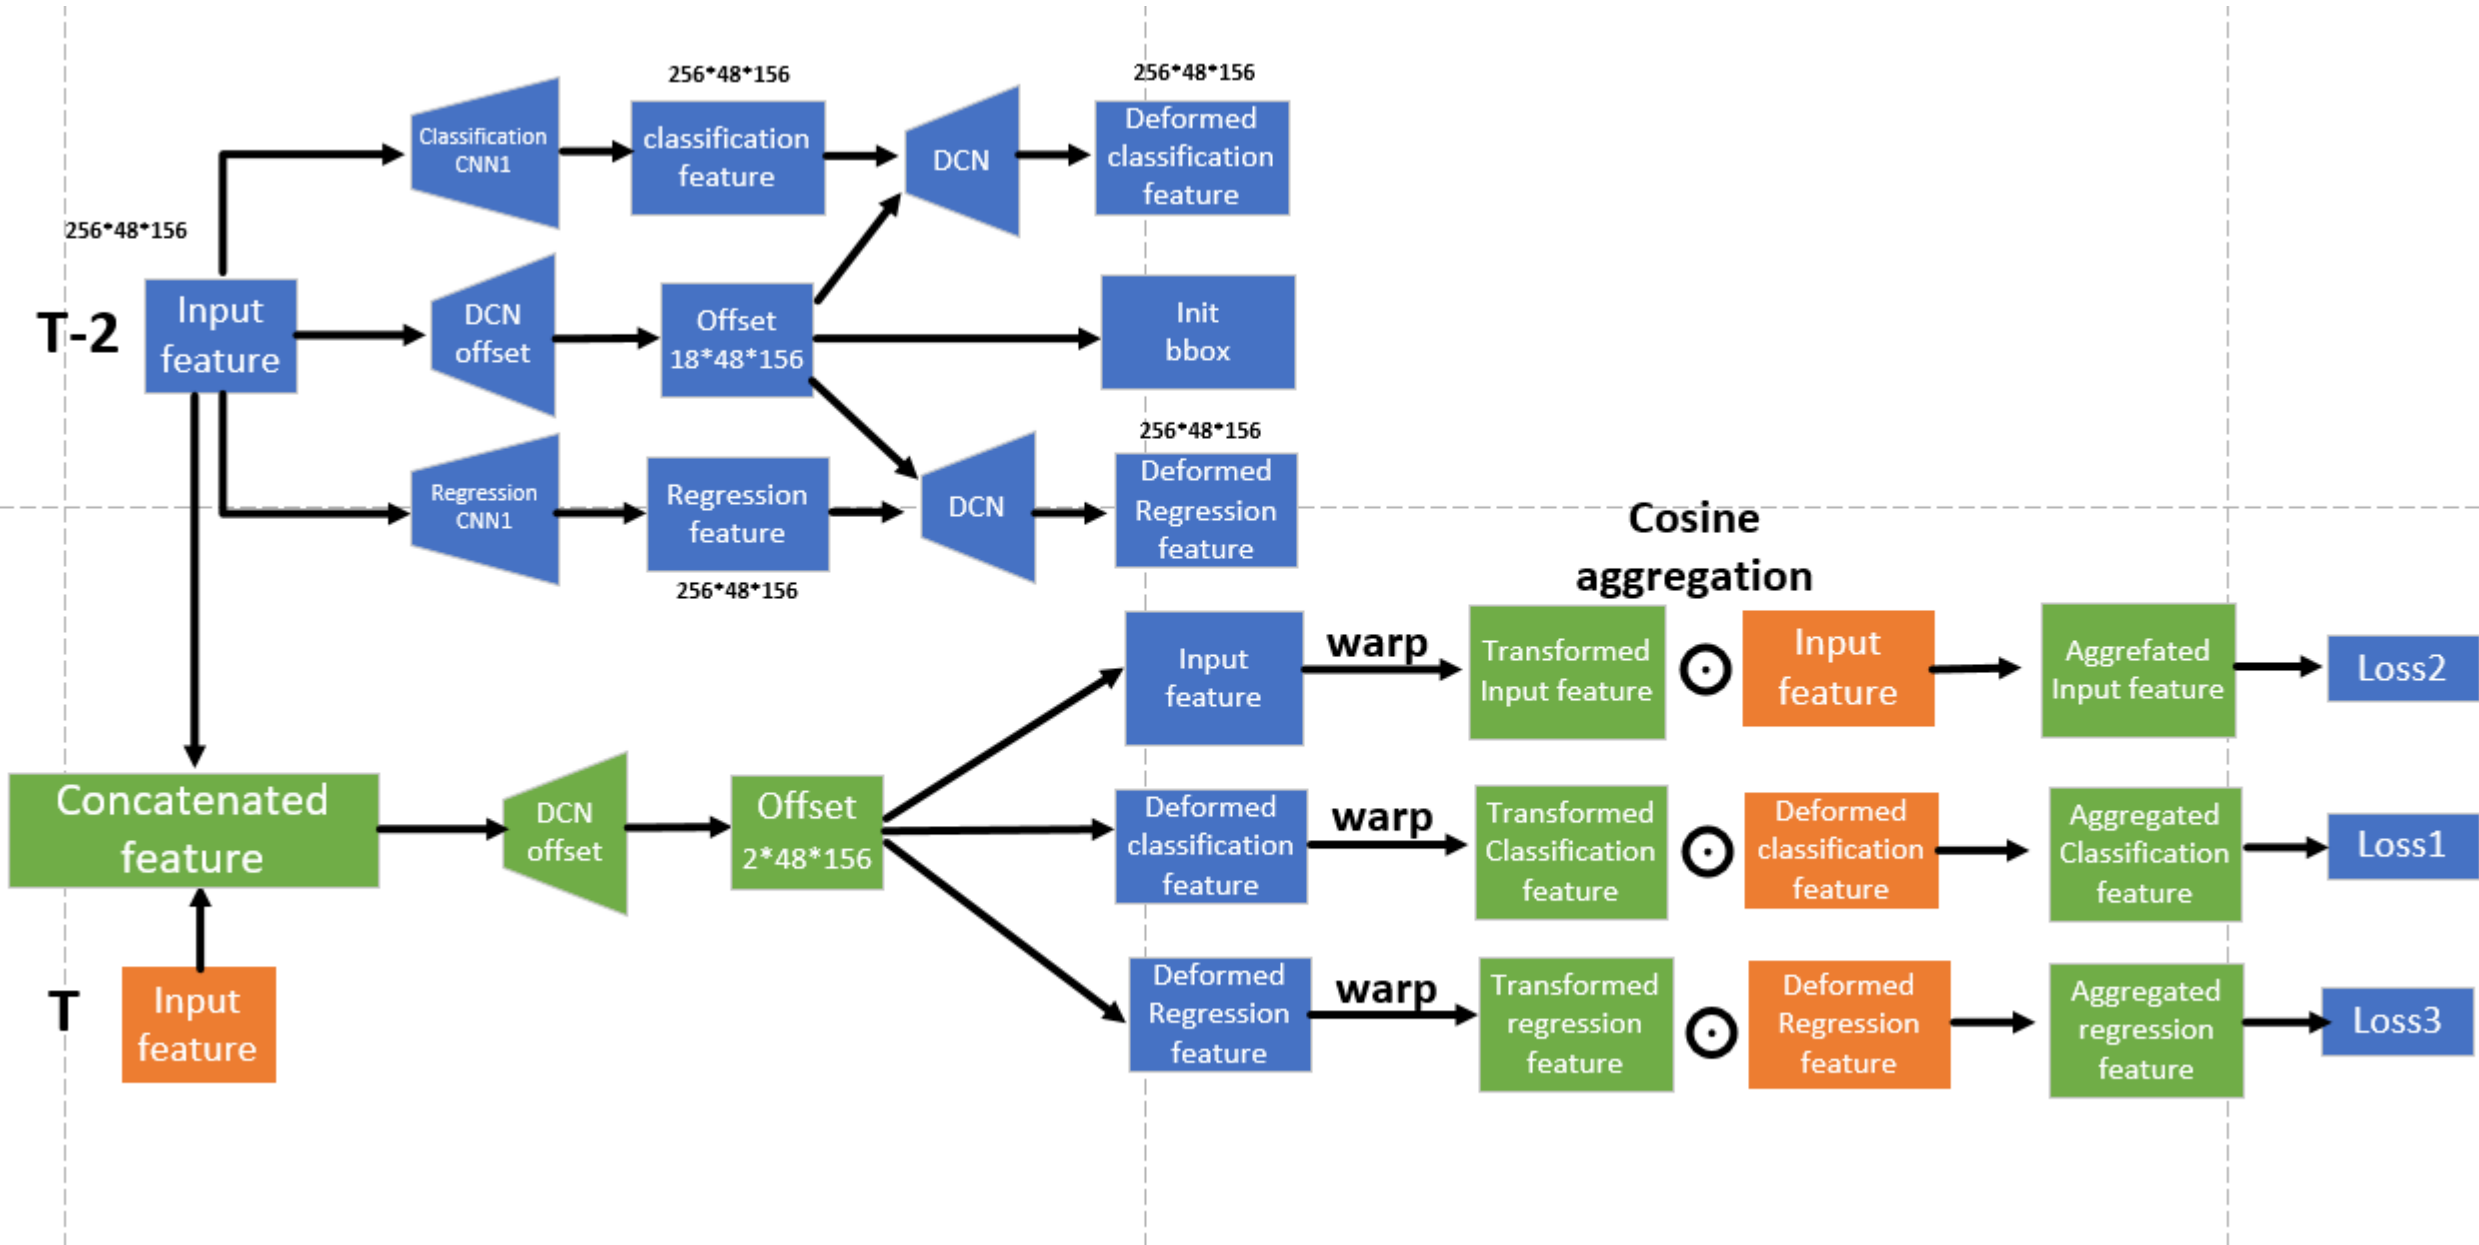 256*48*156
256*48*156
Classification
CNN1
classification
feature
DCN
Deformed
classification
feature
256*48*156
T-2
Input
feature
DCN
offset
Offset
18*48*156
Init
bbox
256*48*156
Regression
CNN1
Regression
feature
256*48*156
DCN
Deformed
Regression
feature
Cosine
aggregation
Input
feature
warp
Transformed
Input feature
Input
feature
Aggrefated
Input feature
Loss2
Concatenated
feature
DCN
offset
Offset
2*48*156
Deformed
classification
feature
warp
Transformed
Classification
feature
Deformed
classification
feature
Aggregated
Classification
feature
Loss1
T
Input
feature
Deformed
Regression
feature
warp
Transformed
regression
feature
Deformed
Regression
feature
Aggregated
regression
feature
Loss3